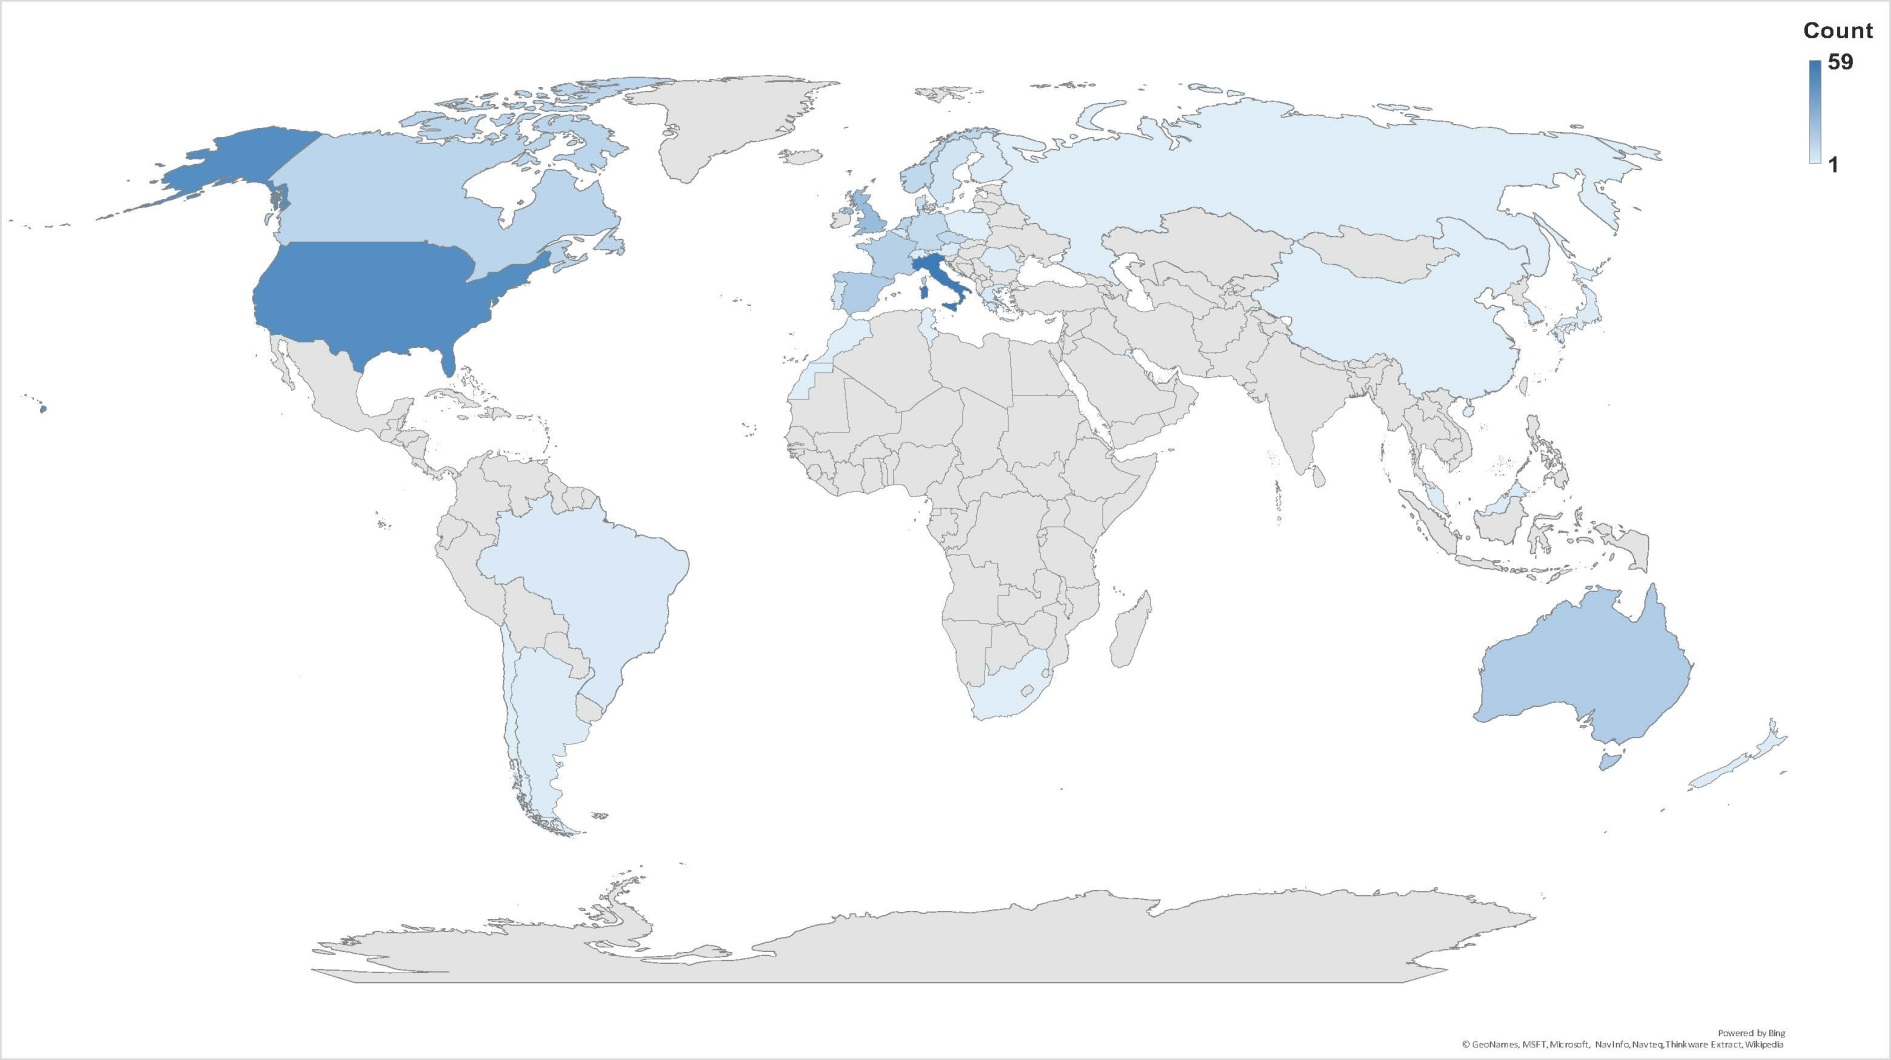 Count
59
1
Powered by Bing
© GeoNames, MSFT, Microsoft, NavInfo, Navteq, Thinkware Extract, Wikipedia